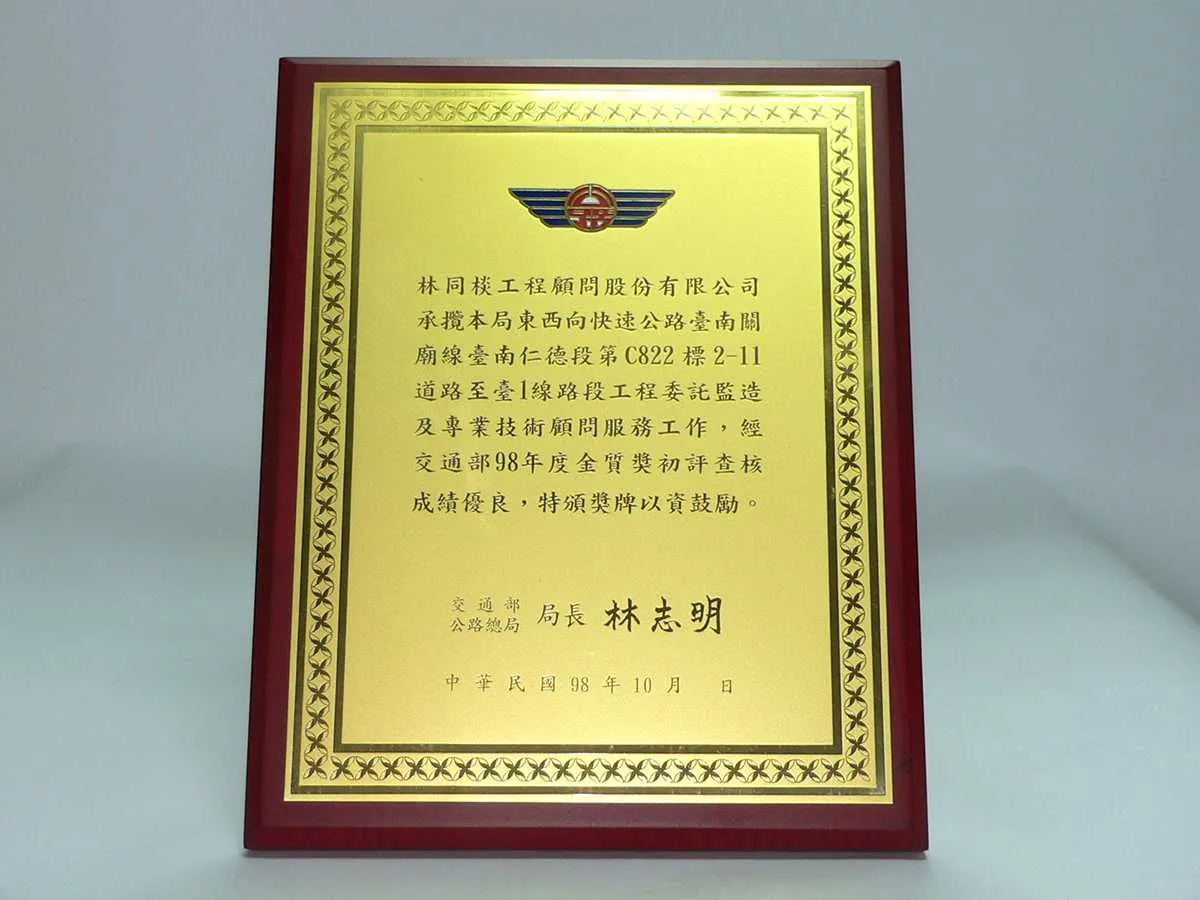 林同棪工程顧問股份有限公司
承攬本局東西向快速公路臺南關
廟線臺南仁德段第C822標2-11
道路至臺1線路段工程委託監造
及專業技術顧問服務工作，經
交通部98年度金質獎初評查核
成績優良，特頒獎牌以資鼓勵。
交通部
公路總局 局長 林志明
中華民國98年10月 日